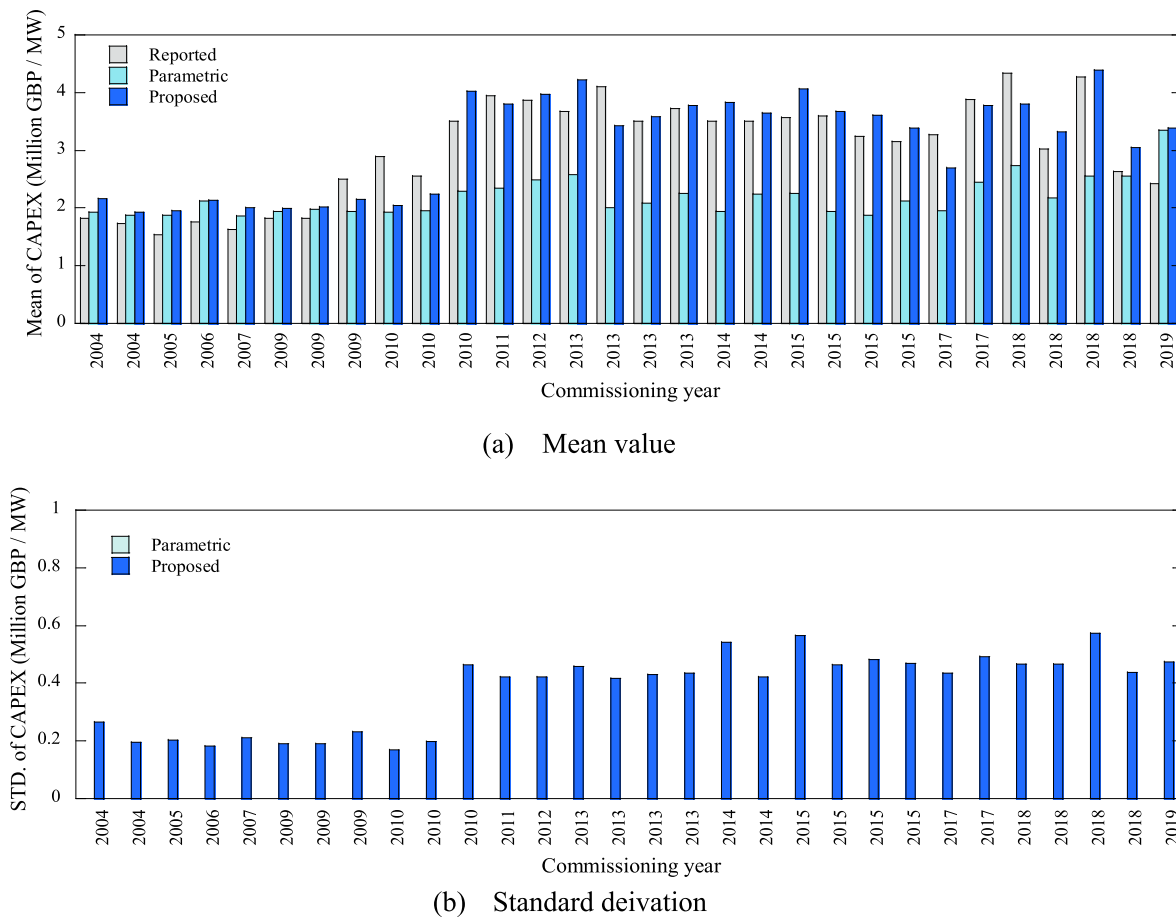 Mean of CAPEX (Million GBP / MW)
5
4
3
2
1
0
Reported
Parametric
Proposed
2004 2004 2005 2006 2007 2009 2009 2009 2010 2010 2010 2011 2012 2013 2013 2013 2013 2014 2014 2015 2015 2015 2015 2017 2017 2018 2018 2018 2018 2019
Commissioning year
(a) Mean value
STD. of CAPEX (Million GBP / MW)
1
0.8
0.6
0.4
0.2
0
Parametric
Proposed
2004 2004 2005 2006 2007 2009 2009 2009 2010 2010 2010 2011 2012 2013 2013 2013 2013 2014 2014 2015 2015 2015 2015 2017 2017 2018 2018 2018 2018 2019
Commissioning year
(b) Standard deivation